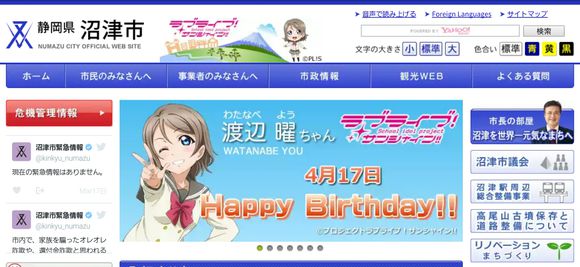 静岡県 沼津市
NUMAZU CITY OFFICIAL WEB SITE
ラブライブ!
サンシャイン!!
11 ©PL!S
音声で読み上げる
Foreign Languages
サイトマップ
POWERED BY YAHOO!
検索
文字の大きさ 小 標準 大
色合い 標準 青 黄 黒
ホーム
市民のみなさんへ
事業者のみなさんへ
市政情報
観光WEB
よくある質問
危機管理情報
沼津市緊急情報
@kinkyu_numazu
現在の緊急情報はありません。
沼津市緊急情報
@kinkyu_numazu
市内で、家族を騙ったオレオレ
詐欺や、還付金詐欺と思われる
わたなべ よう
渡辺 曜ちゃん
WATANABE YOU
ラブライブ!
School idol project
サンシャイン!!
4月17日
Happy Birthday!!
©プロジェクトラブライブ!サンシャイン!!
市長の部屋
沼津を世界一元気なまちへ
沼津市議会
沼津駅周辺
総合整備事業
高尾山古墳保存と
道路整備について
リノベーション
まちづくり